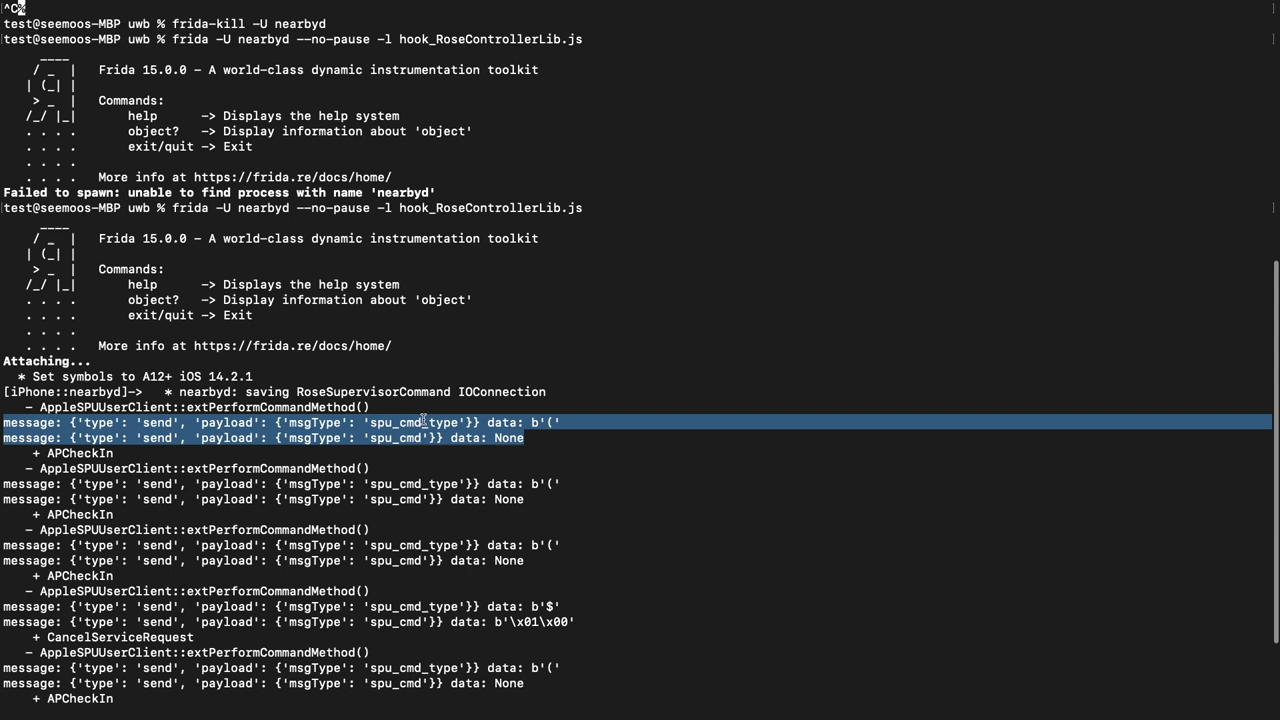 ^C%
test@seemoos-MBP uwb % frida-kill -U nearbyd
test@seemoos-MBP uwb % frida -U nearbyd --no-pause -l hook_RoseControllerLib.js
     ____
    / _  |   Frida 15.0.0 - A world-class dynamic instrumentation toolkit
   | (_| |
    > _  |   Commands:
   /_/ |_|       help      -> Displays the help system
   . . . .       object?   -> Display information about 'object'
   . . . .       exit/quit -> Exit
   . . . .
   . . . .   More info at https://frida.re/docs/home/
Failed to spawn: unable to find process with name 'nearbyd'
test@seemoos-MBP uwb % frida -U nearbyd --no-pause -l hook_RoseControllerLib.js
     ____
    / _  |   Frida 15.0.0 - A world-class dynamic instrumentation toolkit
   | (_| |
    > _  |   Commands:
   /_/ |_|       help      -> Displays the help system
   . . . .       object?   -> Display information about 'object'
   . . . .       exit/quit -> Exit
   . . . .
   . . . .   More info at https://frida.re/docs/home/
Attaching...
  * Set symbols to A12+ iOS 14.2.1
[iPhone::nearbyd]->   * nearbyd: saving RoseSupervisorCommand IOConnection
   - AppleSPUUserClient::extPerformCommandMethod()
message: {'type': 'send', 'payload': {'msgType': 'spu_cmd_type'}} data: b'('
message: {'type': 'send', 'payload': {'msgType': 'spu_cmd'}} data: None
    + APCheckIn
   - AppleSPUUserClient::extPerformCommandMethod()
message: {'type': 'send', 'payload': {'msgType': 'spu_cmd_type'}} data: b'('
message: {'type': 'send', 'payload': {'msgType': 'spu_cmd'}} data: None
    + APCheckIn
   - AppleSPUUserClient::extPerformCommandMethod()
message: {'type': 'send', 'payload': {'msgType': 'spu_cmd_type'}} data: b'('
message: {'type': 'send', 'payload': {'msgType': 'spu_cmd'}} data: None
    + APCheckIn
   - AppleSPUUserClient::extPerformCommandMethod()
message: {'type': 'send', 'payload': {'msgType': 'spu_cmd_type'}} data: b'$'
message: {'type': 'send', 'payload': {'msgType': 'spu_cmd'}} data: b'\x01\x00'
    + CancelServiceRequest
   - AppleSPUUserClient::extPerformCommandMethod()
message: {'type': 'send', 'payload': {'msgType': 'spu_cmd_type'}} data: b'('
message: {'type': 'send', 'payload': {'msgType': 'spu_cmd'}} data: None
    + APCheckIn